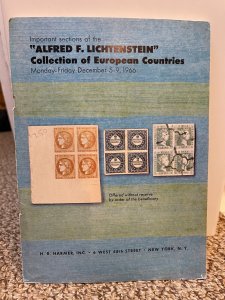 Important sections of the
"ALFRED F. LICHTENSTEIN"
Collection of European Countries
Monday-Friday December 5-9, 1966
Offered without reserve
by order of the beneficiary
H. R. HARMER, INC. • 6 WEST 48th STREET • NEW YORK, N. Y.